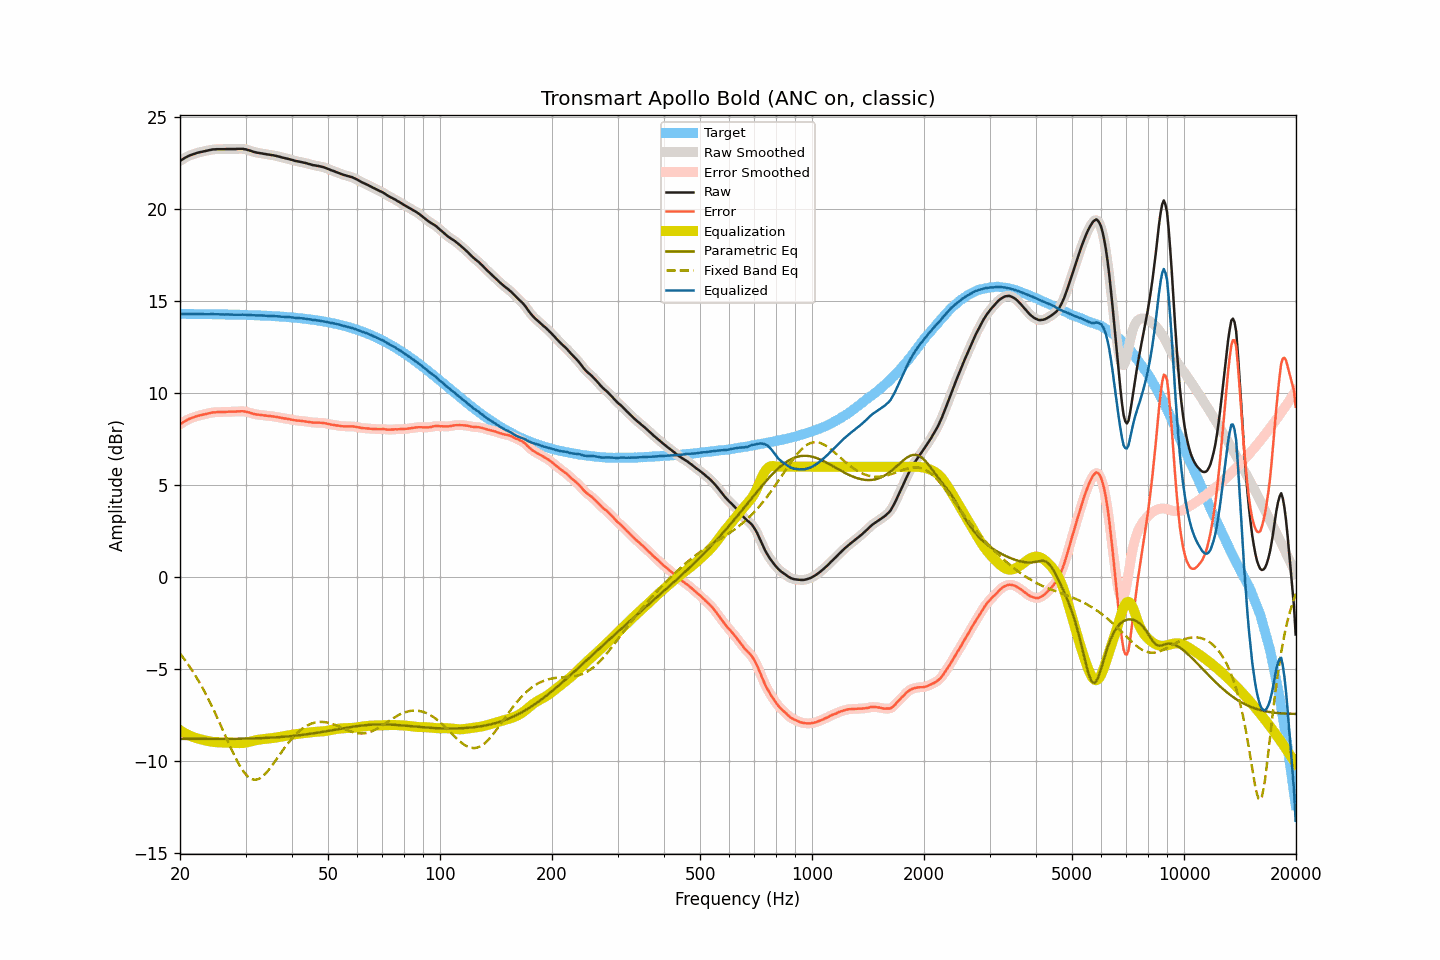 Tronsmart Apollo Bold (ANC on, classic)
25
20
15
10
5
0
−5
−10
−15
Amplitude (dBr)
Target
Raw Smoothed
Error Smoothed
Raw
Error
Equalization
Parametric Eq
Fixed Band Eq
Equalized
20 50 100 200 500 1000 2000 5000 10000 20000
Frequency (Hz)